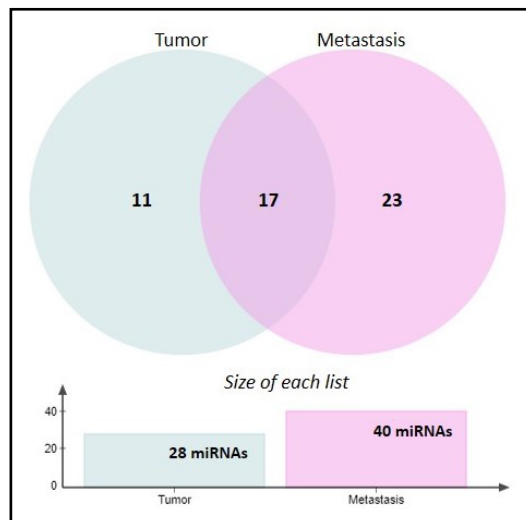 Tumor Metastasis
11 17 23
Size of each list
40
40 miRNAs
28 miRNAs
20
0
Tumor Metastasis